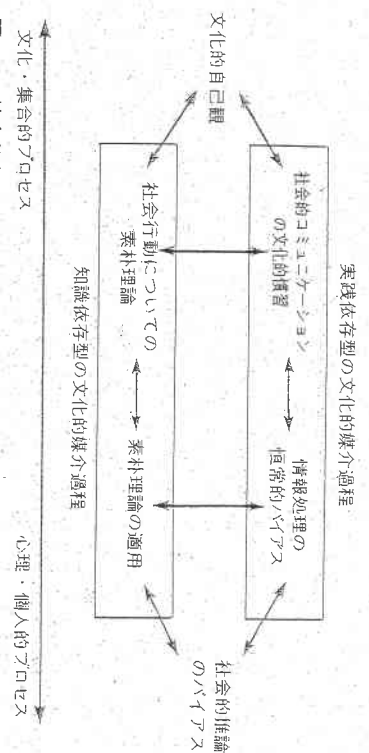 実践依存型の文化的媒介過程
社会的コミュニケーション
の文化的慣習
情報処理の
恒常的バイアス
文化的自己観
社会的推論
のバイアス
社会行動についての
素朴理論
素朴理論の適用
知識依存型の文化的媒介過程
文化・集合的プロセス
心理・個人的プロセス